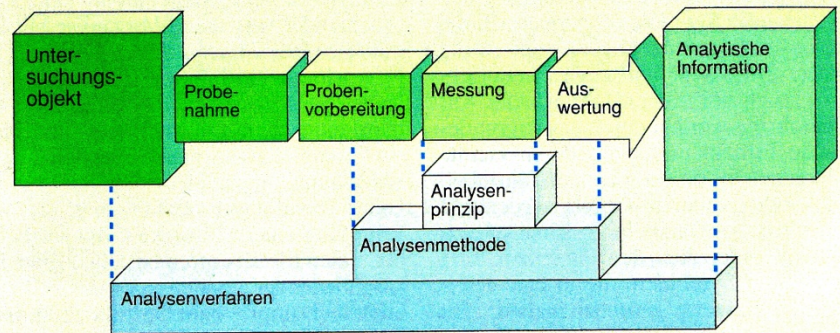 Unter-
suchungs-
objekt
Probe-
nahme
Proben-
vorbereitung
Messung
Aus-
wertung
Analytische
Information
Analysen-
prinzip
Analysenmethode
Analysenverfahren